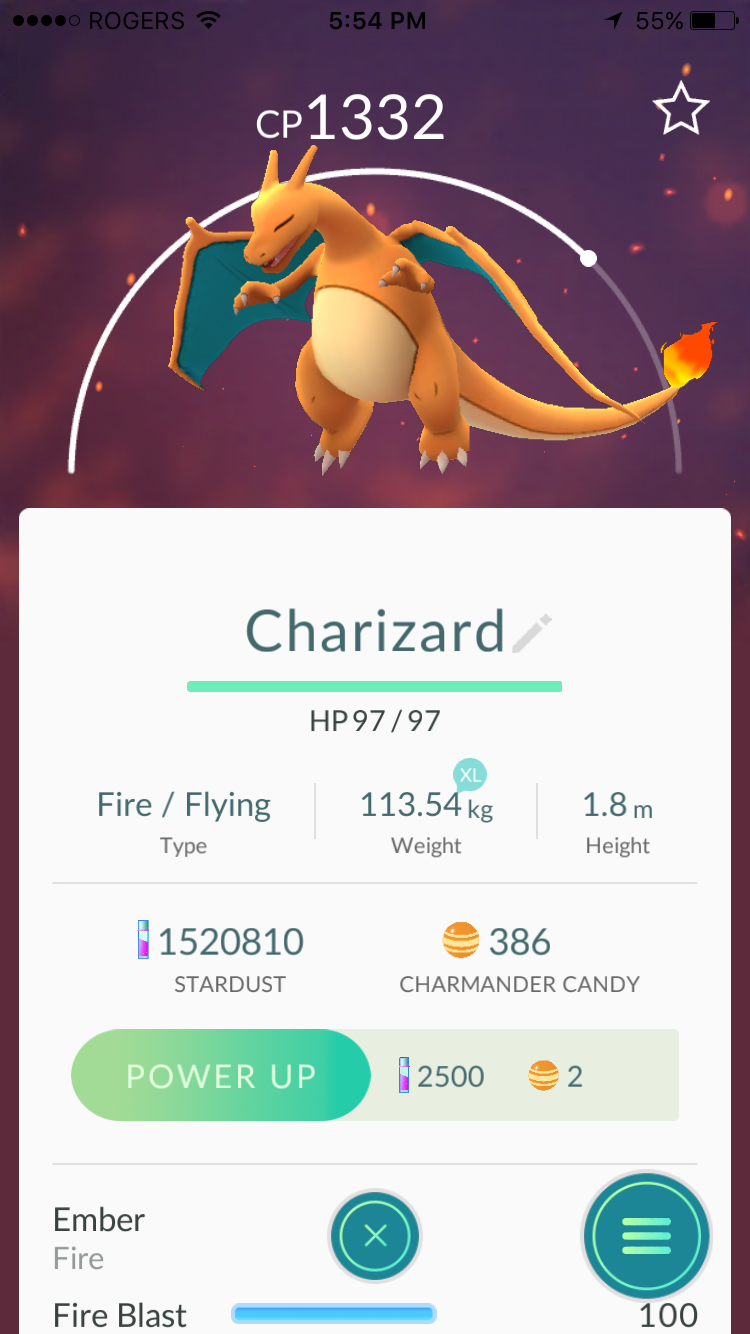 ROGERS 5:54 PM 55%
CP1332
Charizard
HP 97 / 97
XL
Fire / Flying 113.54 kg 1.8 m
Type Weight Height
1520810 386
STARDUST CHARMANDER CANDY
POWER UP 2500 2
Ember
Fire
Fire Blast 100